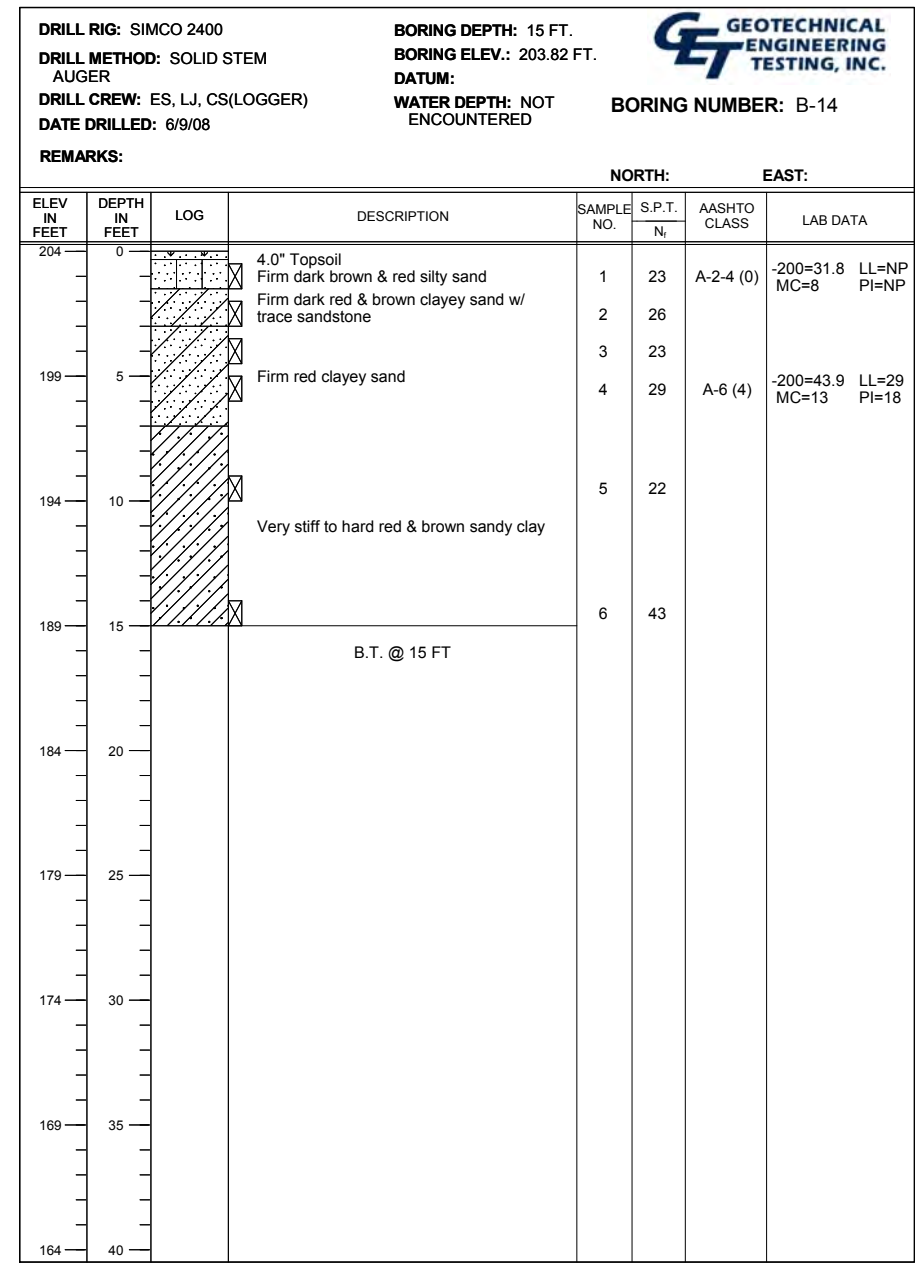 DRILL RIG: SIMCO 2400
DRILL METHOD: SOLID STEM
AUGER
DRILL CREW: ES, LJ, CS(LOGGER)
DATE DRILLED: 6/9/08
REMARKS:
BORING DEPTH: 15 FT.
BORING ELEV.: 203.82 FT.
DATUM:
WATER DEPTH: NOT
ENCOUNTERED
GET GEOTECHNICAL
ENGINEERING
TESTING, INC.
BORING NUMBER: B-14
NORTH: EAST:
ELEV
IN
FEET
DEPTH
IN
FEET
LOG
DESCRIPTION
SAMPLE
NO.
S.P.T.
Nr
AASHTO
CLASS
LAB DATA
204 0
4.0" Topsoil
Firm dark brown & red silty sand
1 23 A-2-4 (0) -200=31.8 LL=NP
MC=8 PI=NP
Firm dark red & brown clayey sand w/
trace sandstone
2 26
3 23
199 5 Firm red clayey sand
4 29 A-6 (4) -200=43.9 LL=29
MC=13 PI=18
5 22
194 10
Very stiff to hard red & brown sandy clay
6 43
189 15
B.T. @ 15 FT
184 20
179 25
174 30
169 35
164 40